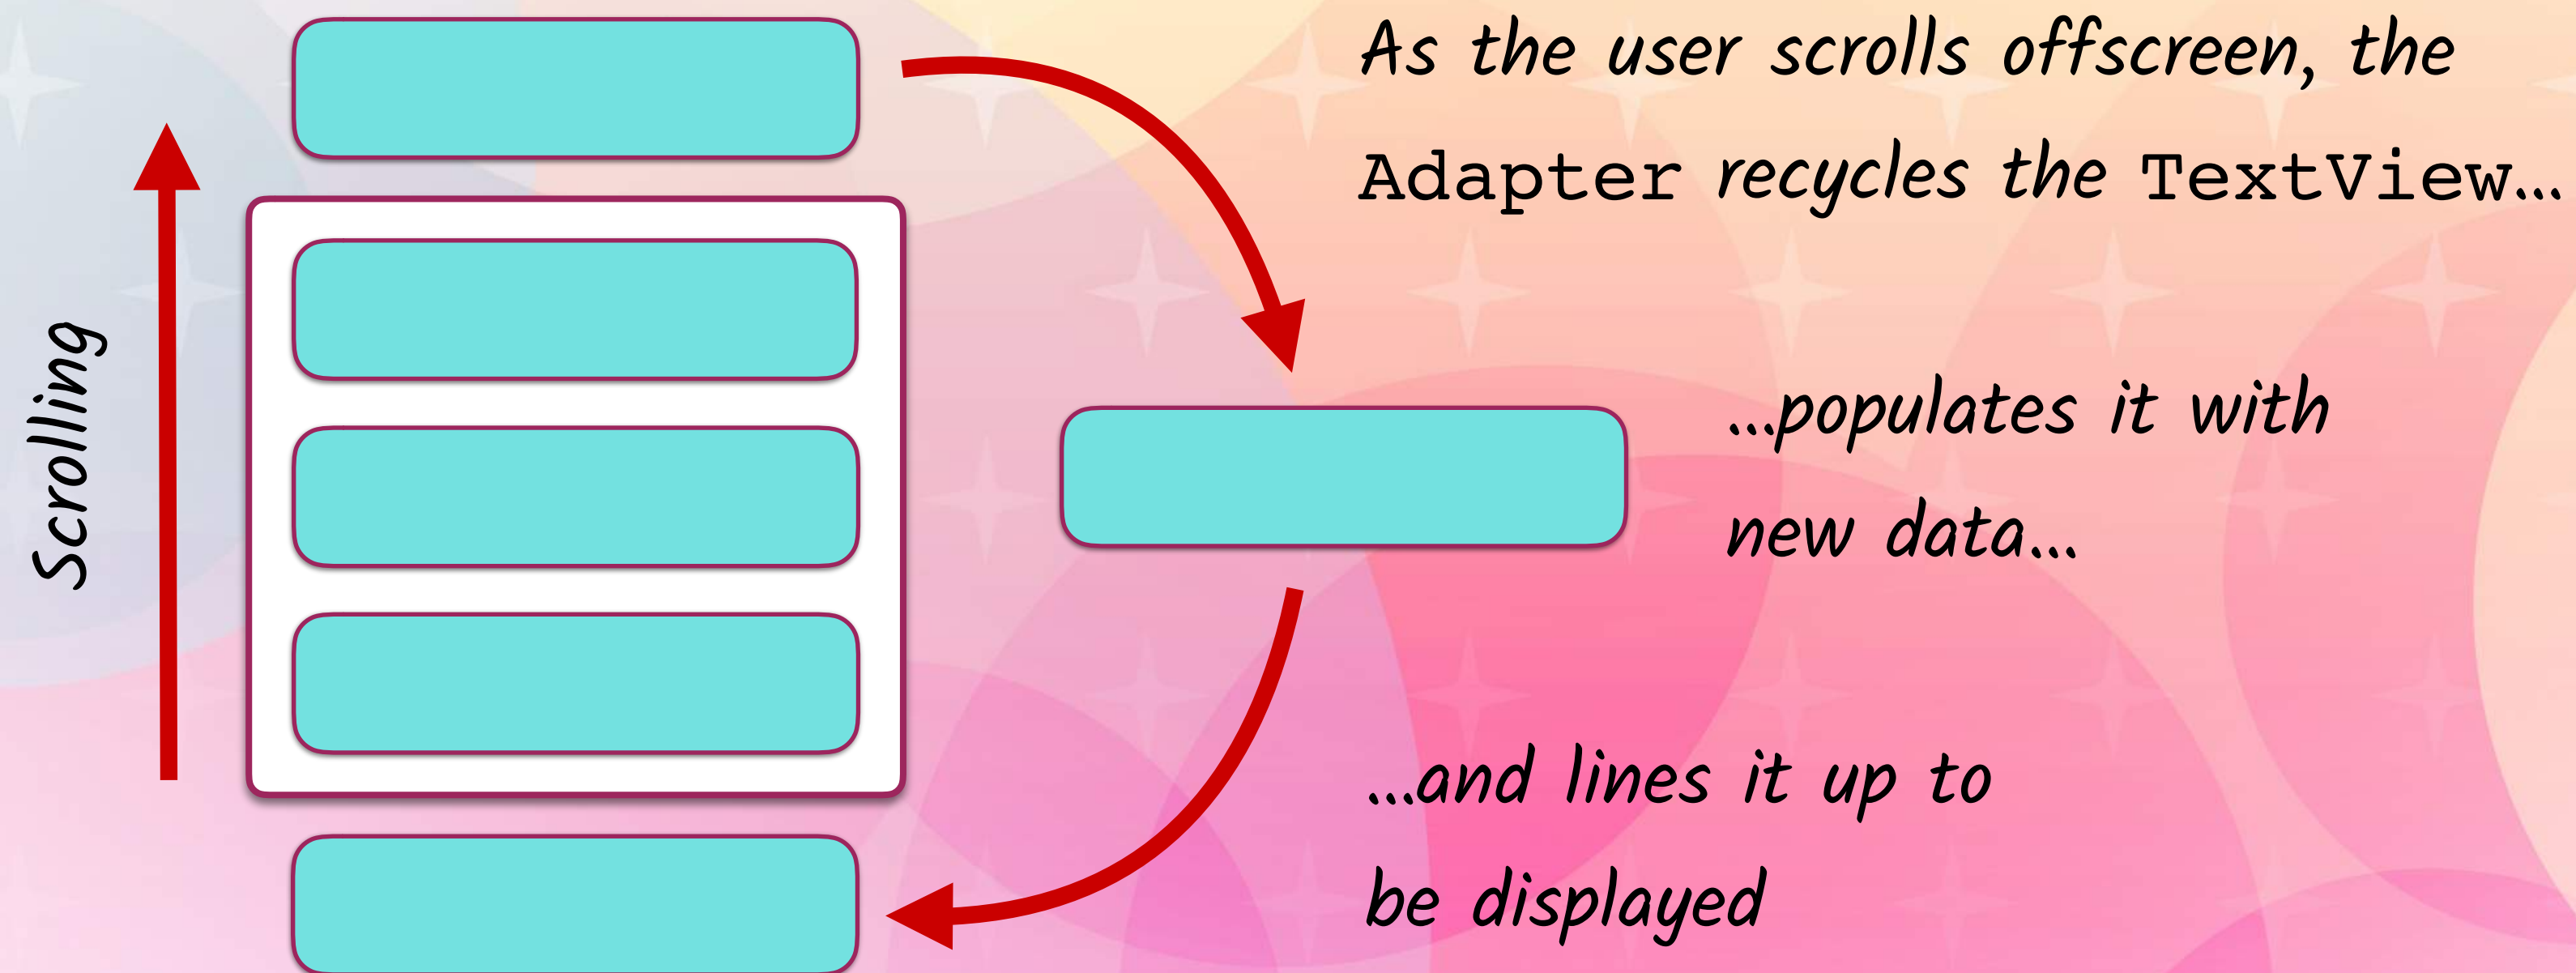 As the user scrolls offscreen, the
Adapter recycles the TextView...
Scrolling
...populates it with
new data...
...and lines it up to
be displayed